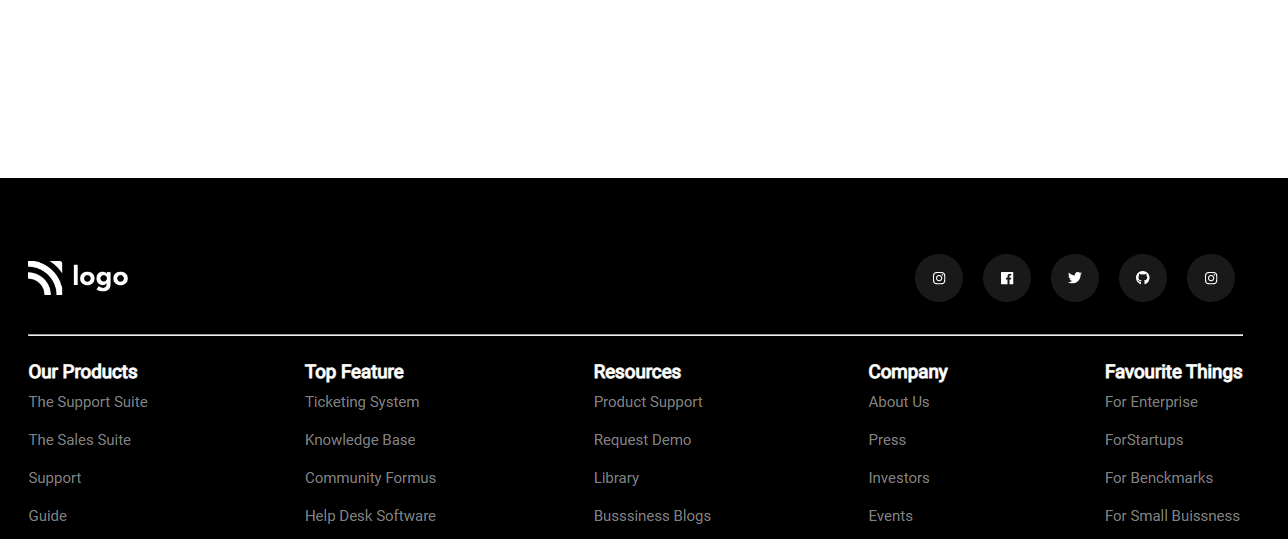 logo
Our Products Top Feature Resources Company Favourite Things
The Support Suite Ticketing System Product Support About Us For Enterprise
The Sales Suite Knowledge Base Request Demo Press ForStartups
Support Community Formus Library Investors For Benckmarks
Guide Help Desk Software Busssiness Blogs Events For Small Buissness